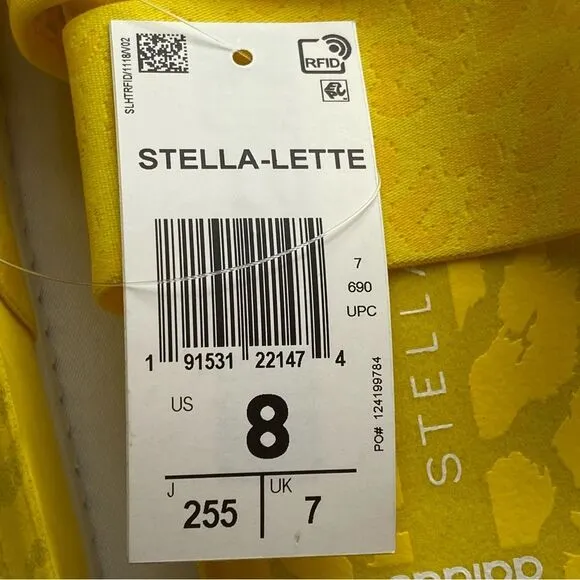 SLHTRFID/1118/V02
RFID
STELLA-LETTE
7
690
UPC
1 91531 22147 4
US
8
PO# 124199784
J
255
UK
7
STELLA